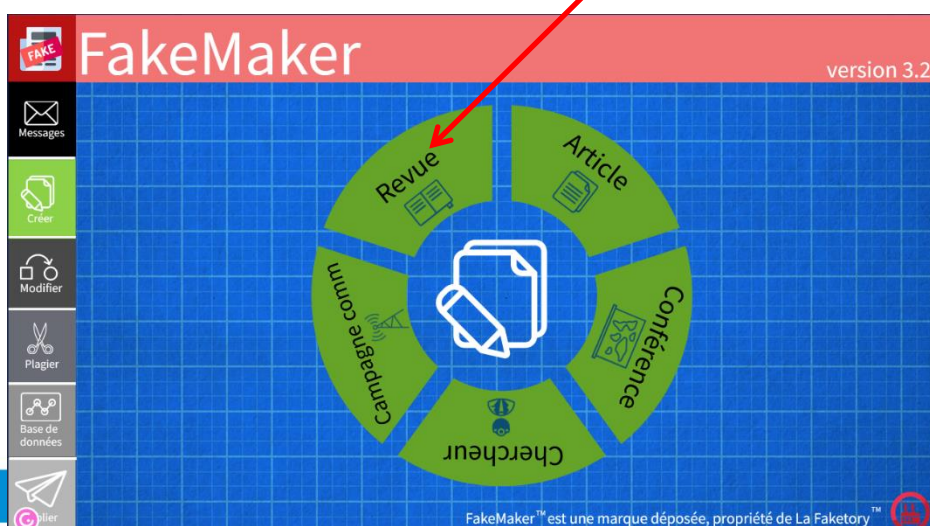 FAKE
FakeMaker
version 3.2
Messages
Créer
Modifier
Plagier
Base de
données
Revue
Article
Conférence
Chercheur
Campagne comm
FakeMaker™ est une marque déposée, propriété de La Faketory™